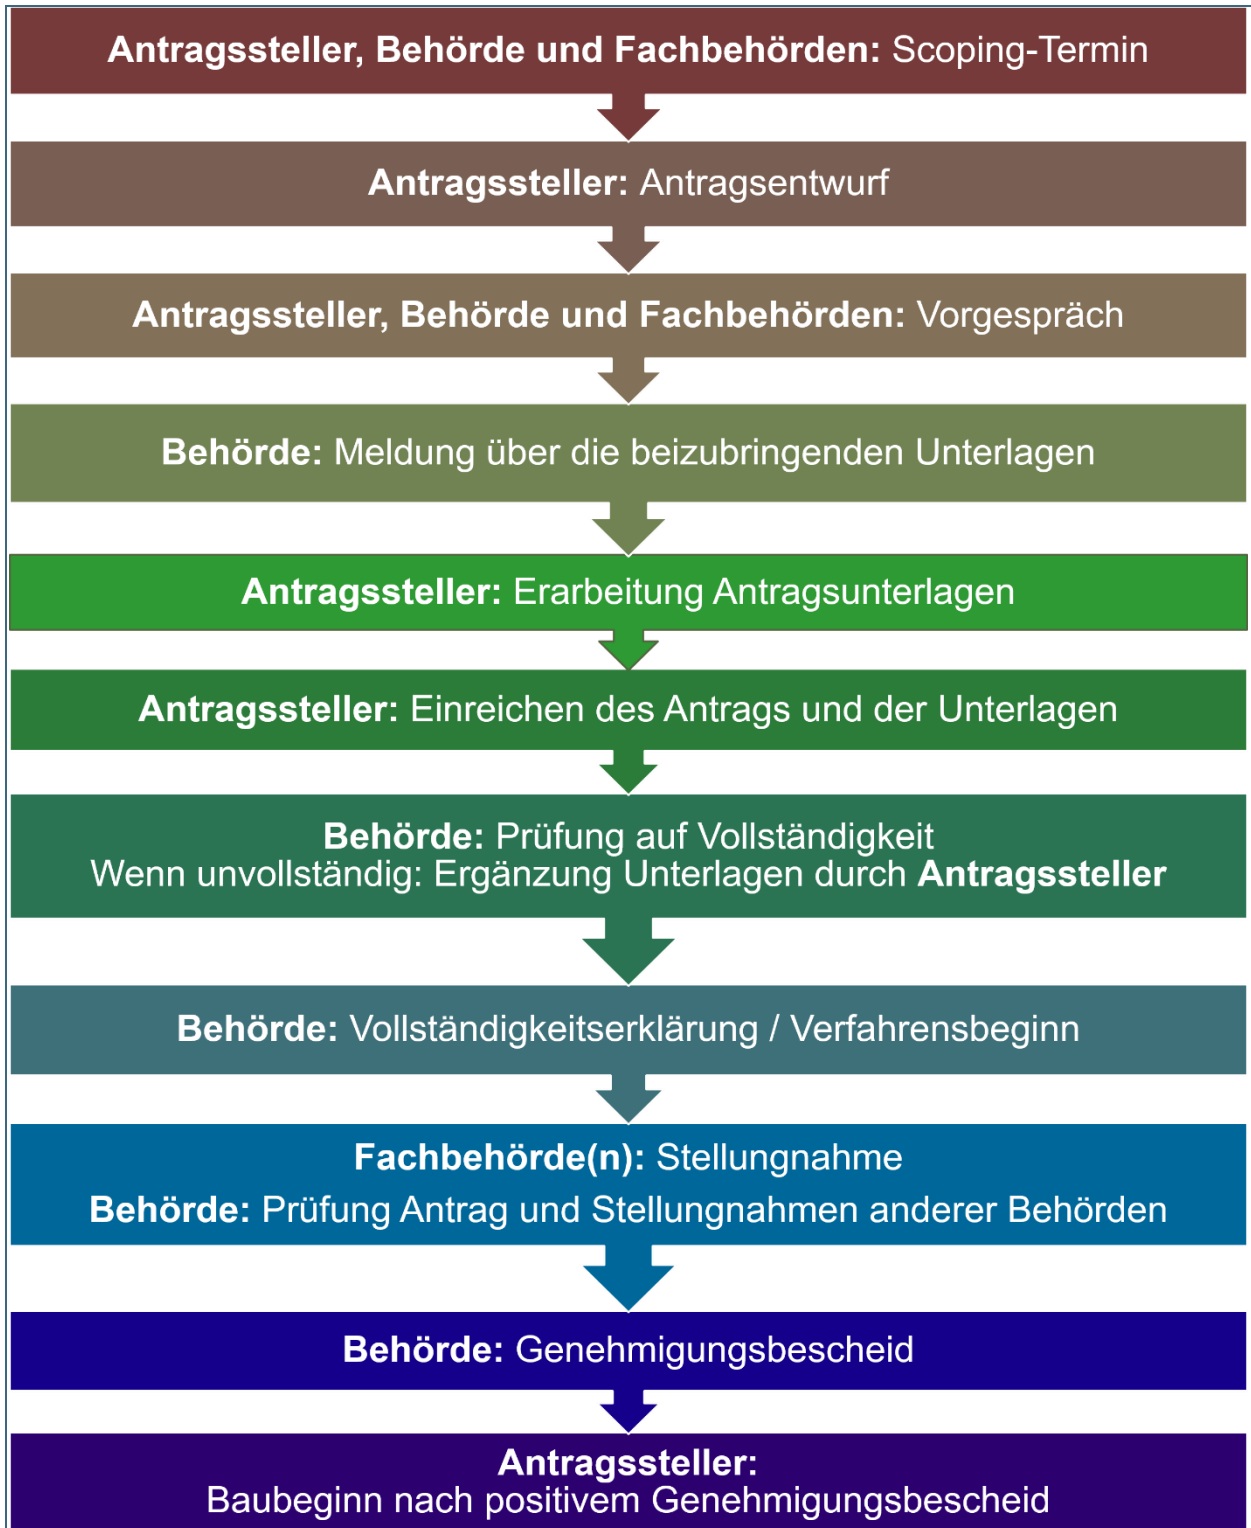 Antragssteller, Behörde und Fachbehörden: Scoping-Termin
Antragssteller: Antragsentwurf
Antragssteller, Behörde und Fachbehörden: Vorgespräch
Behörde: Meldung über die beizubringenden Unterlagen
Antragssteller: Erarbeitung Antragsunterlagen
Antragssteller: Einreichen des Antrags und der Unterlagen
Behörde: Prüfung auf Vollständigkeit
Wenn unvollständig: Ergänzung Unterlagen durch Antragssteller
Behörde: Vollständigkeitserklärung / Verfahrensbeginn
Fachbehörde(n): Stellungnahme
Behörde: Prüfung Antrag und Stellungnahmen anderer Behörden
Behörde: Genehmigungsbescheid
Antragssteller:
Baubeginn nach positivem Genehmigungsbescheid